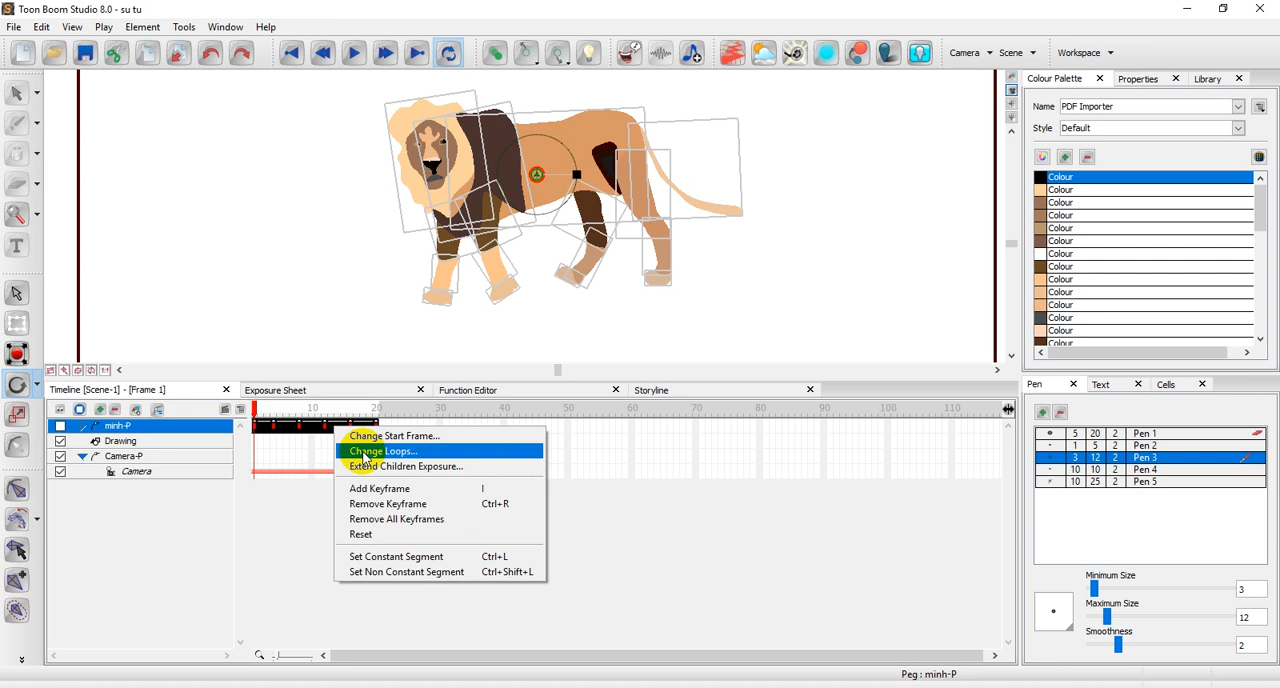 Toon Boom Studio 8.0 - su tu
File Edit View Play Element Tools Window Help
Camera Scene Workspace
Colour Palette Properties Library
Name PDF Importer
Style Default
Colour
Colour
Colour
Colour
Colour
Colour
Colour
Colour
Colour
Colour
Colour
Colour
Colour
Colour
Timeline [Scene-1] - [Frame 1] Exposure Sheet Function Editor Storyline
10 20 30 40 50 60 70 80 90 100 110
minh-P
Drawing
Camera-P
Camera
Change Start Frame...
Change Loops...
Extend Children Exposure...
Add Keyframe I
Remove Keyframe Ctrl+R
Remove All Keyframes
Reset
Set Constant Segment Ctrl+L
Set Non Constant Segment Ctrl+Shift+L
Pen Text Cells
5 20 2 Pen 1
1 5 2 Pen 2
3 12 2 Pen 3
10 10 2 Pen 4
10 25 2 Pen 5
Minimum Size
3
Maximum Size
12
Smoothness
2
Peg : minh-P